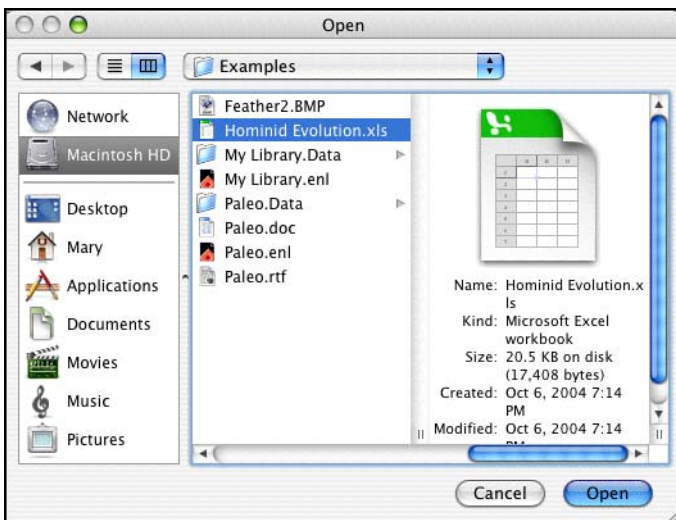 Open
Examples
Network
Macintosh HD
Desktop
Mary
Applications
Documents
Movies
Music
Pictures
Feather2.BMP
Hominid Evolution.xls
My Library.Data
My Library.enl
Paleo.Data
Paleo.doc
Paleo.enl
Paleo.rtf
Name: Hominid Evolution.x
ls
Kind: Microsoft Excel
workbook
Size: 20.5 KB on disk
(17,408 bytes)
Created: Oct 6, 2004 7:14
PM
Modified: Oct 6, 2004 7:14
Cancel
Open